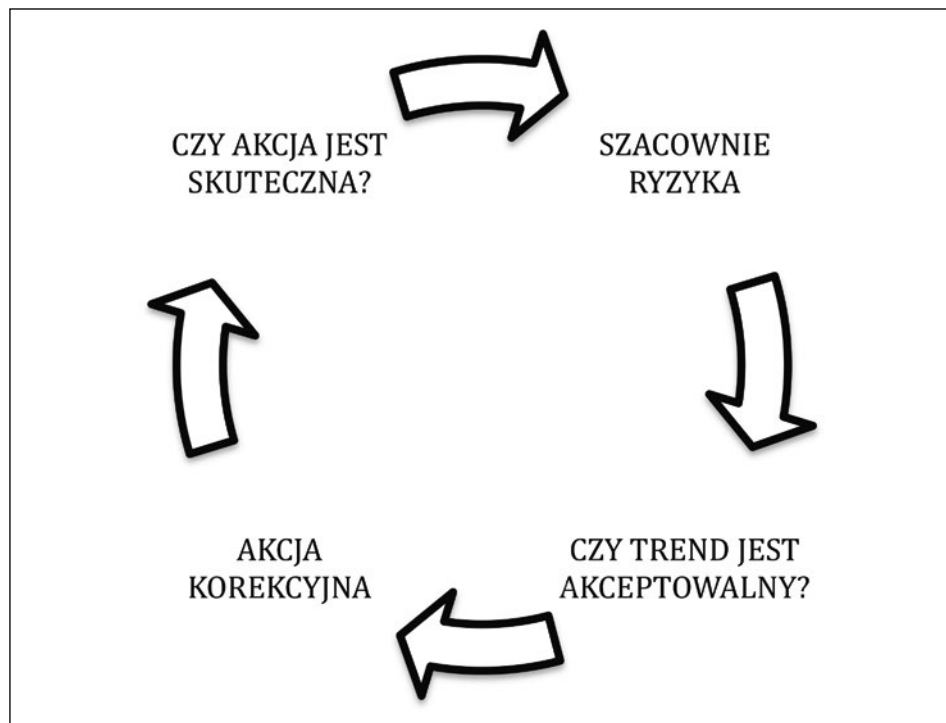 CZY AKCJA JEST
SKUTECZNA?
SZACOWNIE
RYZYKA
AKCJA
KOREKCYJNA
CZY TREND JEST
AKCEPTOWALNY?